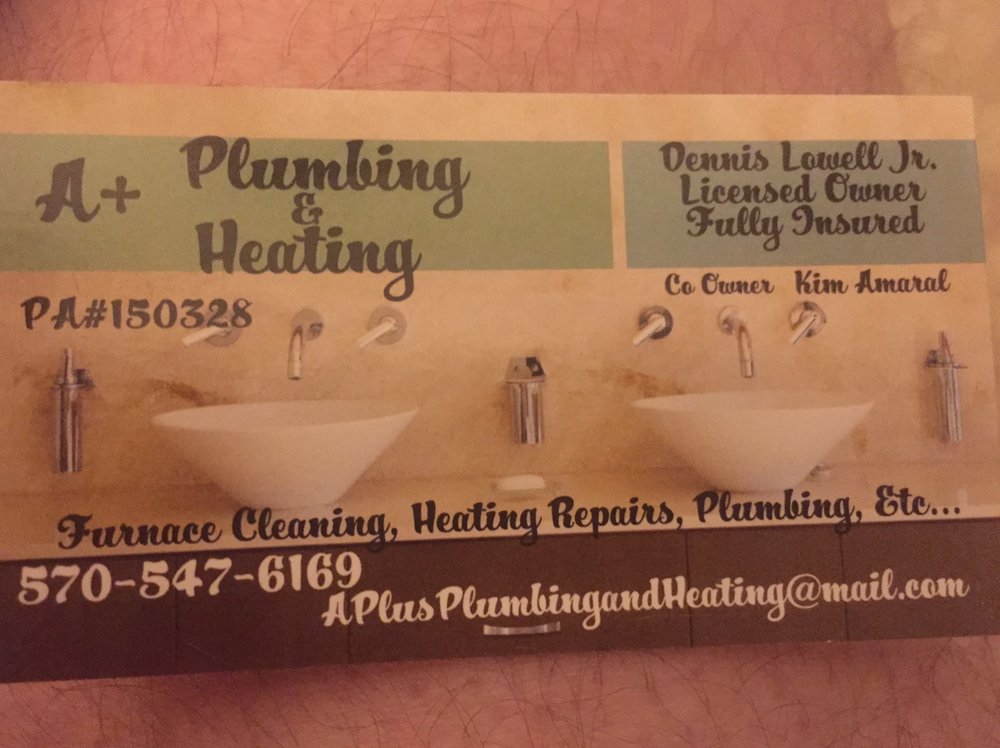 A+ Plumbing
&
Heating
PA#150328
Dennis Lowell Jr.
Licensed Owner
Fully Insured
Co Owner Kim Amaral
Furnace Cleaning, Heating Repairs, Plumbing, Etc...
570-547-6169
APlusPlumbingandHeating@mail.com